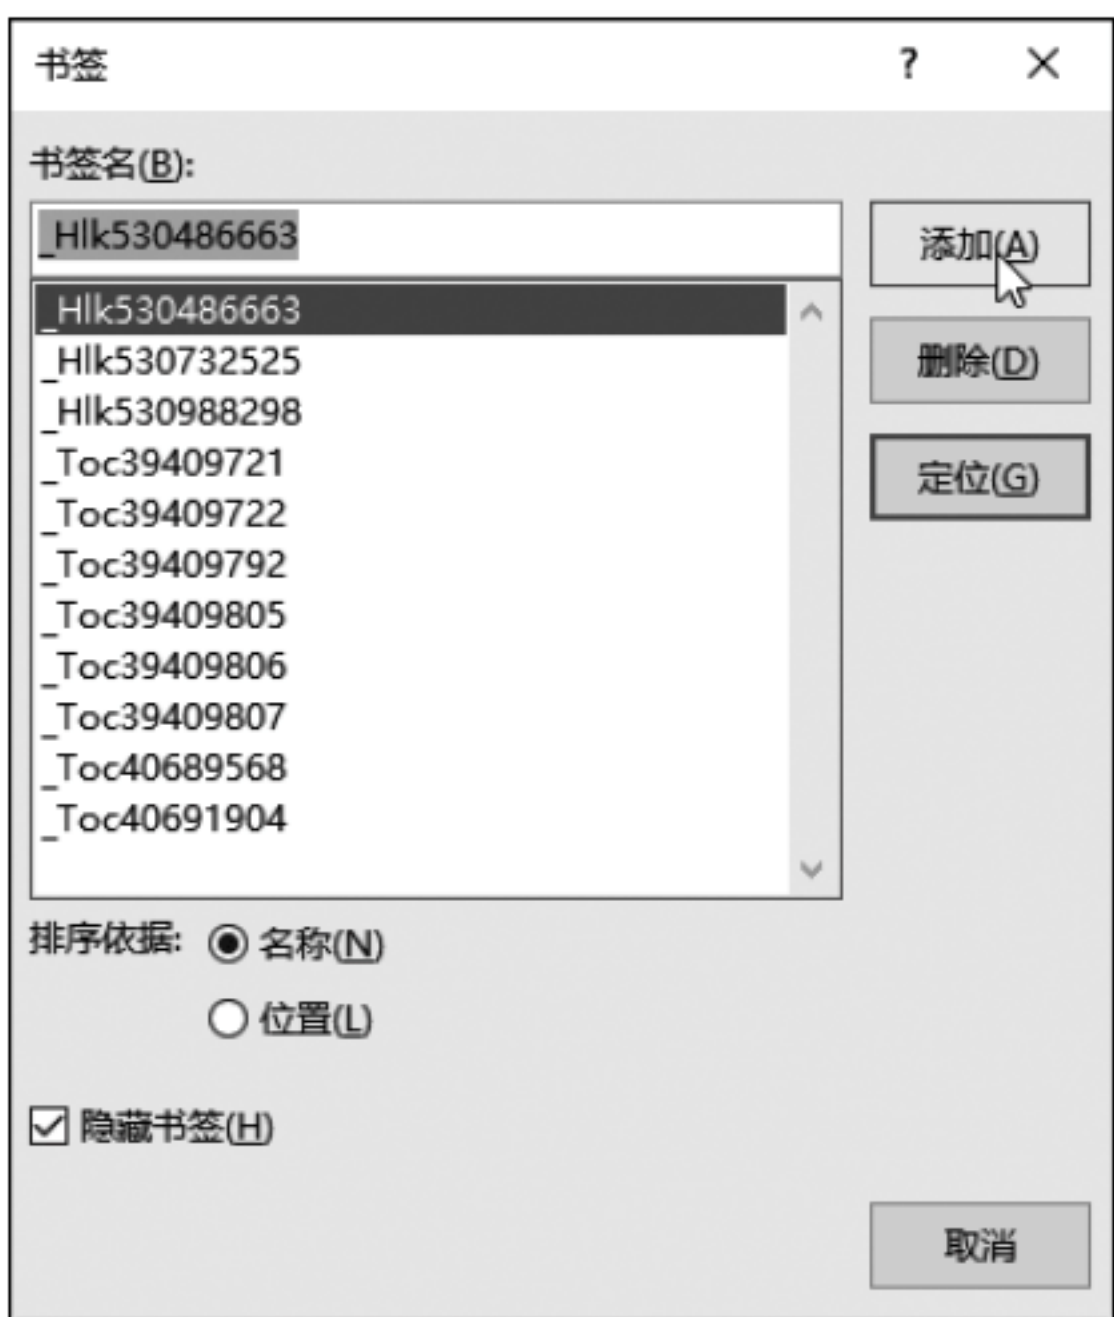 书签
?
书签名(B):
_Hlk530486663
添加(A)
_Hlk530486663
_Hlk530732525
_Hlk530988298
_Toc39409721
_Toc39409722
_Toc39409792
_Toc39409805
_Toc39409806
_Toc39409807
_Toc40689568
_Toc40691904
删除(D)
定位(G)
排序依据:
名称(N)
位置(L)
隐藏书签(H)
取消